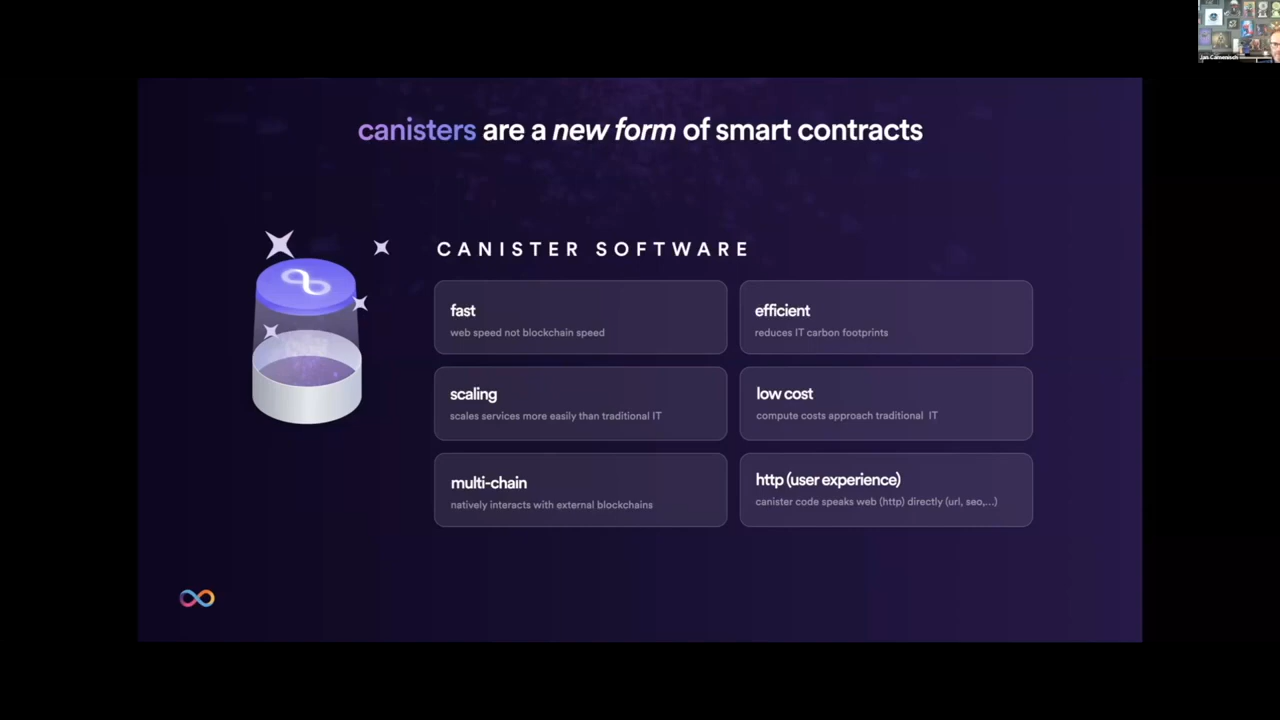 Jan Camenisch
canisters are a new form of smart contracts
CANISTER SOFTWARE
fast
web speed not blockchain speed
efficient
reduces IT carbon footprints
scaling
scales services more easily than traditional IT
low cost
compute costs approach traditional IT
multi-chain
natively interacts with external blockchains
http (user experience)
canister code speaks web (http) directly (url, seo,...)